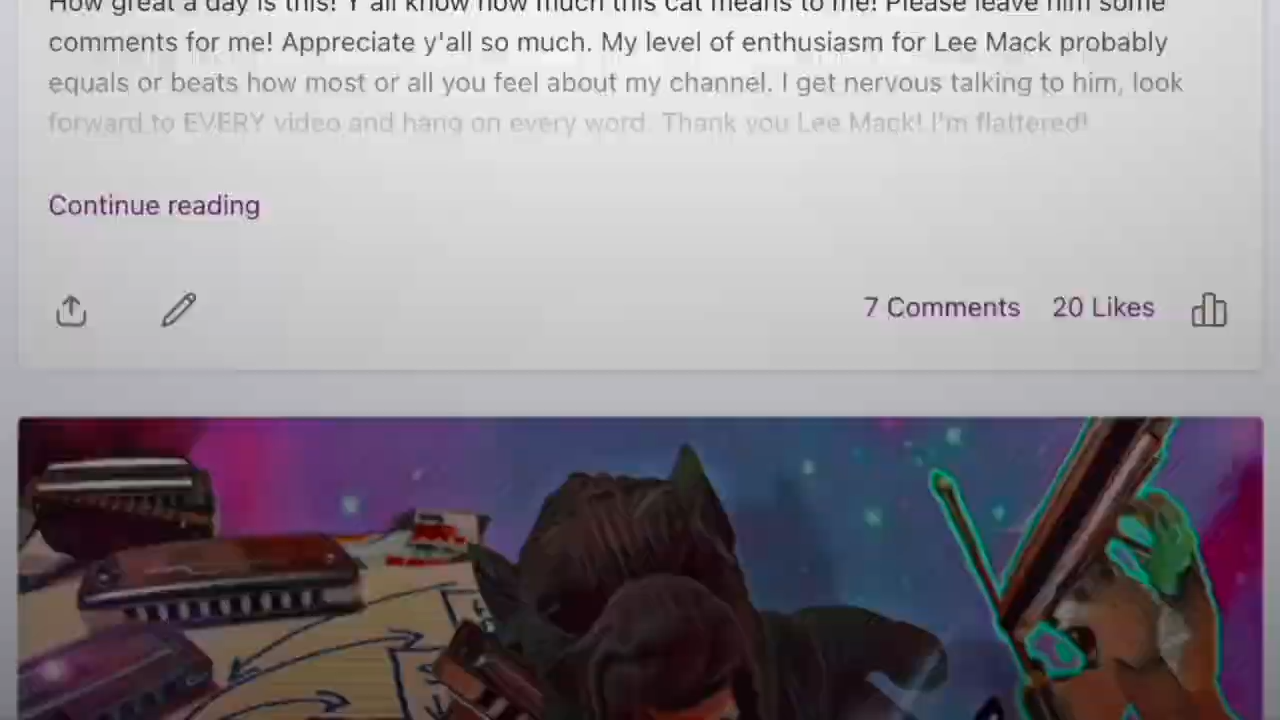 How great a day is this! Y'all know how much this cat means to me! Please leave him some
comments for me! Appreciate y'all so much. My level of enthusiasm for Lee Mack probably
equals or beats how most or all you feel about my channel. I get nervous talking to him, look
forward to EVERY video and hang on every word. Thank you Lee Mack! I'm flattered!
Continue reading
7 Comments 20 Likes